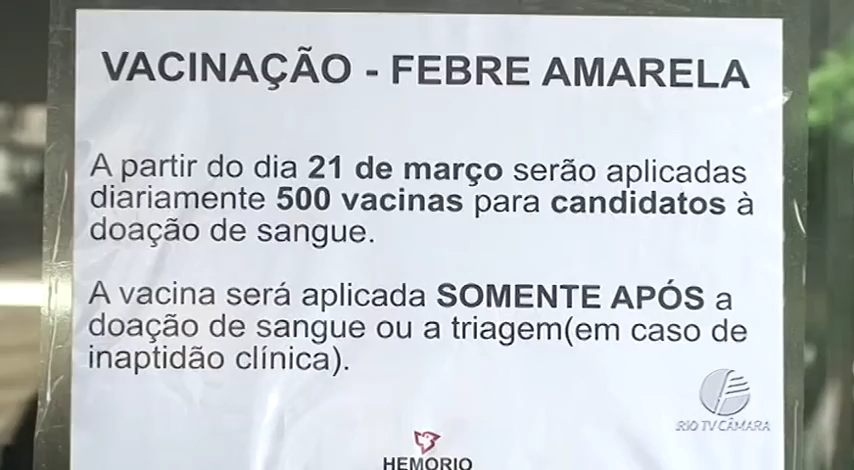 VACINAÇÃO - FEBRE AMARELA
A partir do dia 21 de março serão aplicadas
diariamente 500 vacinas para candidatos à
doação de sangue.
A vacina será aplicada SOMENTE APÓS a
doação de sangue ou a triagem(em caso de
inaptidão clínica).
RIO TV CÂMARA
HEMORIO